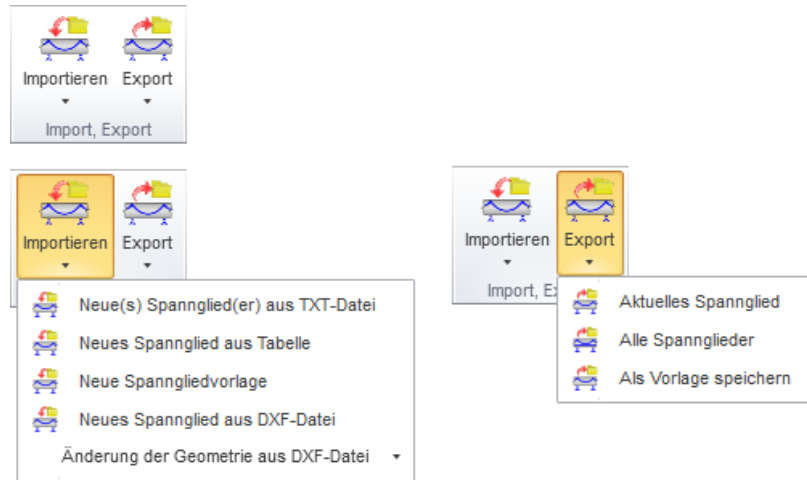 Importieren Export
Import, Export
Importieren Export
Neue(s) Spannglied(er) aus TXT-Datei
Neues Spannglied aus Tabelle
Neue Spanngliedvorlage
Neues Spannglied aus DXF-Datei
Änderung der Geometrie aus DXF-Datei
Importieren Export
Import, E
Aktuelles Spannglied
Alle Spannglieder
Als Vorlage speichern